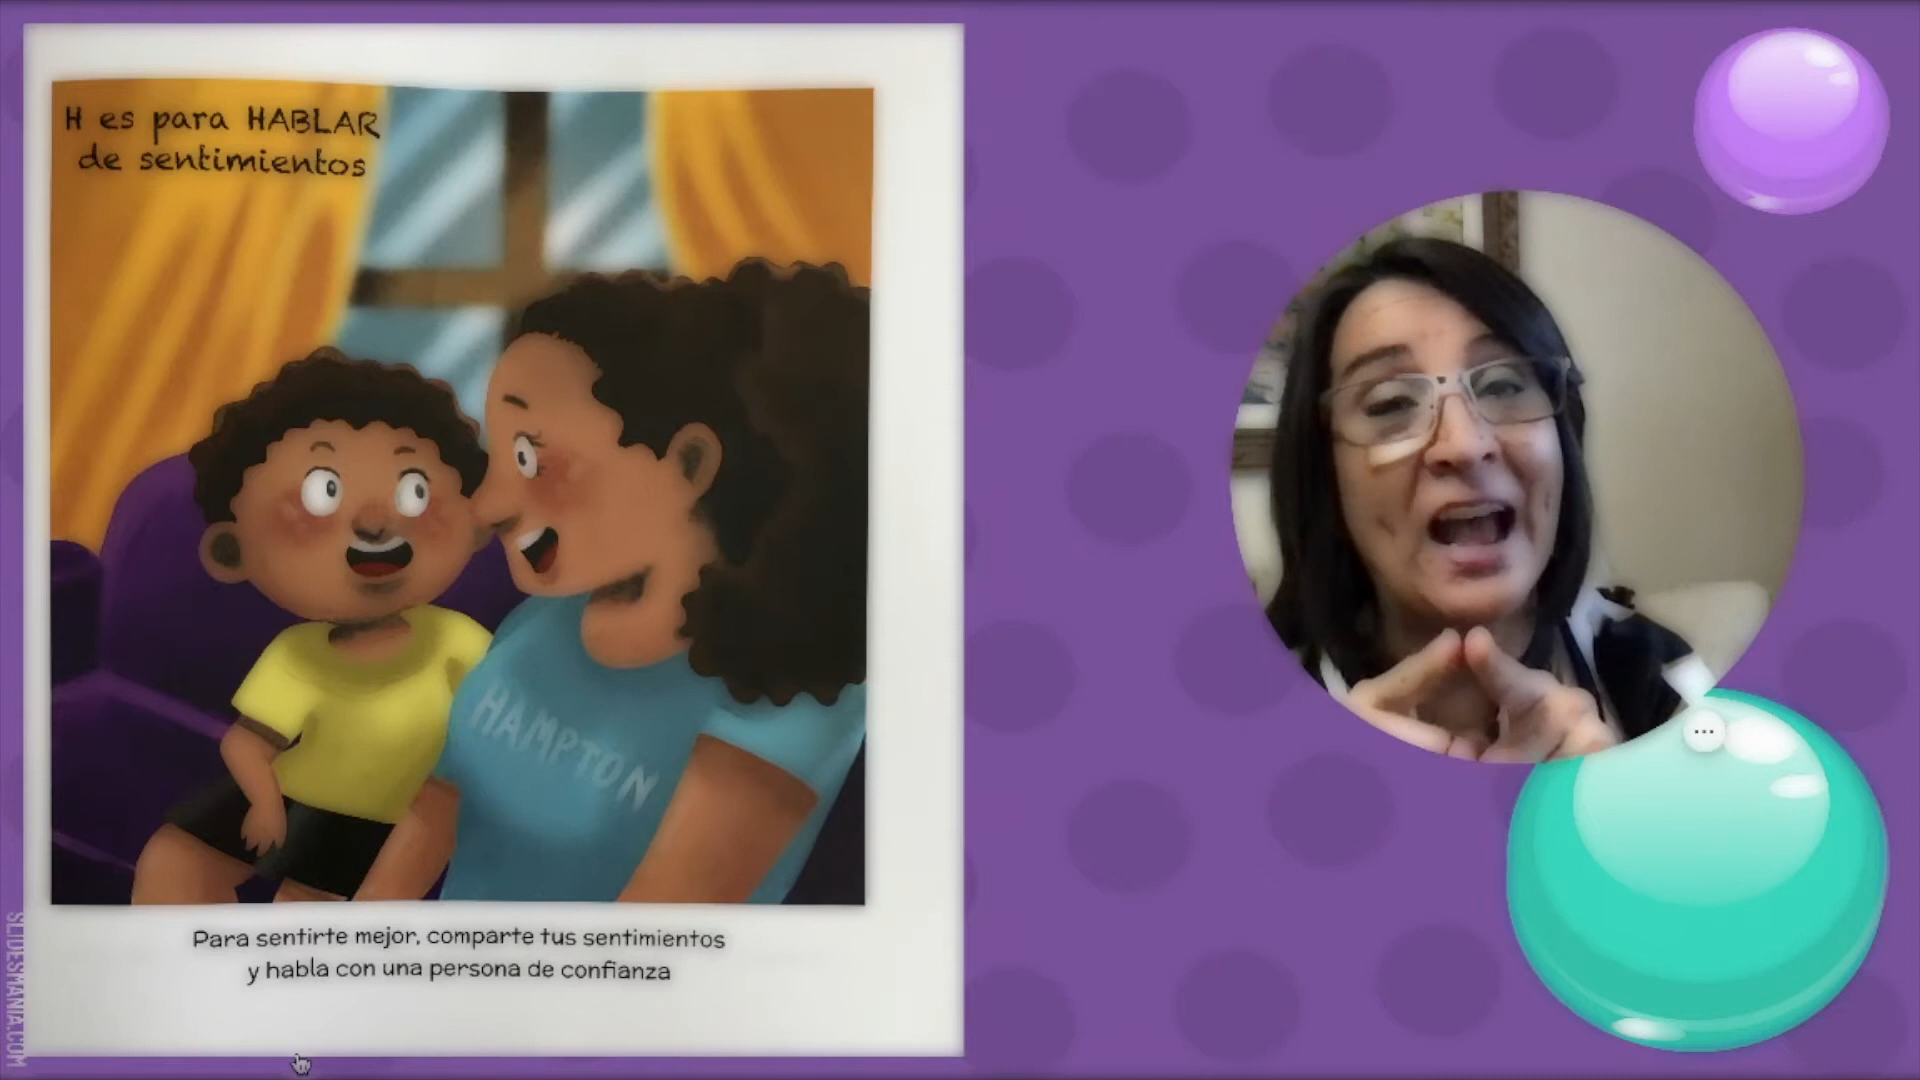 H es para HABLAR
de sentimientos
HAMPTON
Para sentirte mejor, comparte tus sentimientos
y habla con una persona de confianza
SLIDESMANIA.COM